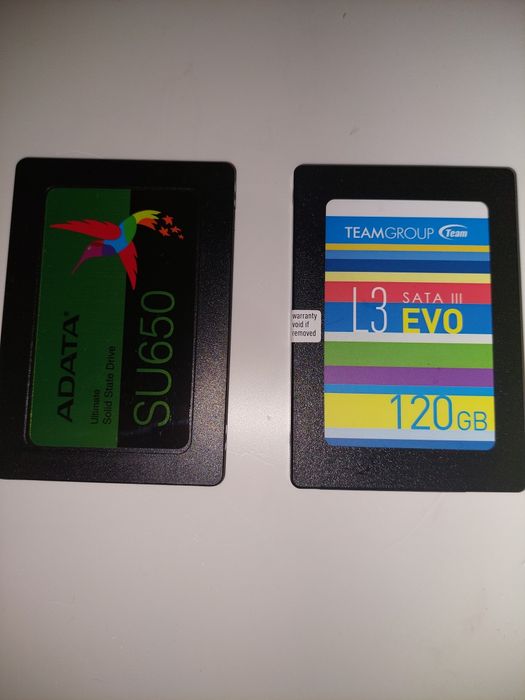 ADATA®
Ultimate
Solid State Drive
SU650
TEAMGROUP Team
L3 SATA III
EVO
120GB
warranty
void if
removed